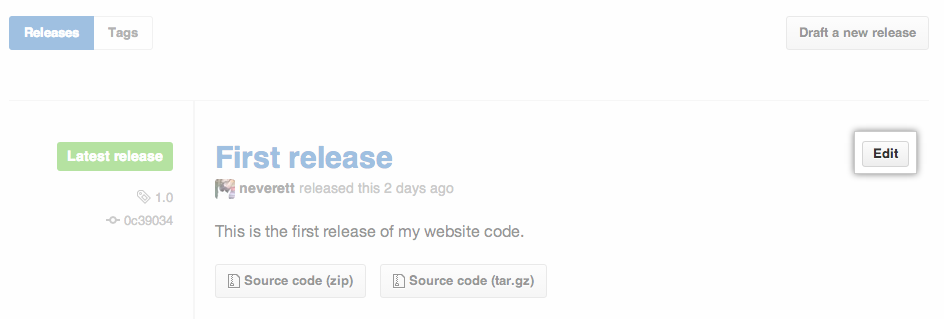 Releases Tags Draft a new release
Latest release First release Edit
neverett released this 2 days ago
1.0
0c39034
This is the first release of my website code.
Source code (zip) Source code (tar.gz)